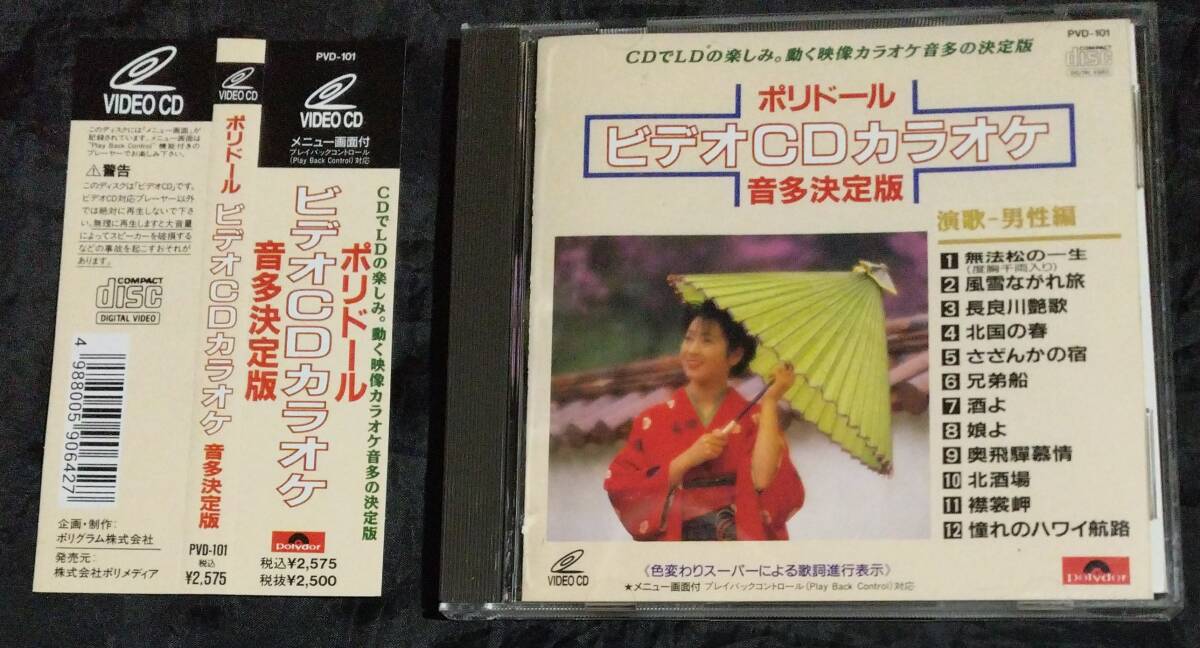 VIDEO CD
このディスクには「メニュー画面」が
記録されています。メニュー画面は
"Play Back Control" 機能付きの
プレーヤーでお楽しみ下さい。
⚠警告
このディスクは「ビデオCD」です。
ビデオCD対応プレーヤー以外
では絶対に再生しないで下さ
い。無理に再生しますと大音量
によってスピーカーを破損する
などの事故を起こすおそれが
あります。
COMPACT
disc
DIGITAL VIDEO
4 988005 906427
企画・制作:
ポリグラム株式会社
発売元:
株式会社ポリメディア
VIDEO CD
ポリドール ビデオCDカラオケ 音多決定版
PVD-101
税込
¥2,575
PVD-101
VIDEO CD
メニュー画面付
プレイバックコントロール
(Play Back Control)対応
CDでLDの楽しみ。動く映像カラオケ音多の決定版
ポリドール
ビデオCDカラオケ
音多決定版
Polydor
税込¥2,575
税抜¥2,500
PVD-101
COMPACT
disc
DIGITAL VIDEO
CDでLDの楽しみ。動く映像カラオケ音多の決定版
ポリドール
ビデオCDカラオケ
音多決定版
演歌-男性編
1 無法松の一生
(度胸千両入り)
2 風雪ながれ旅
3 長良川艶歌
4 北国の春
5 さざんかの宿
6 兄弟船
7 酒よ
8 娘よ
9 奥飛騨慕情
10 北酒場
11 襟裳岬
12 憧れのハワイ航路
VIDEO CD
《色変わりスーパーによる歌詞進行表示》
★メニュー画面付 プレイバックコントロール(Play Back Control)対応
Polydor